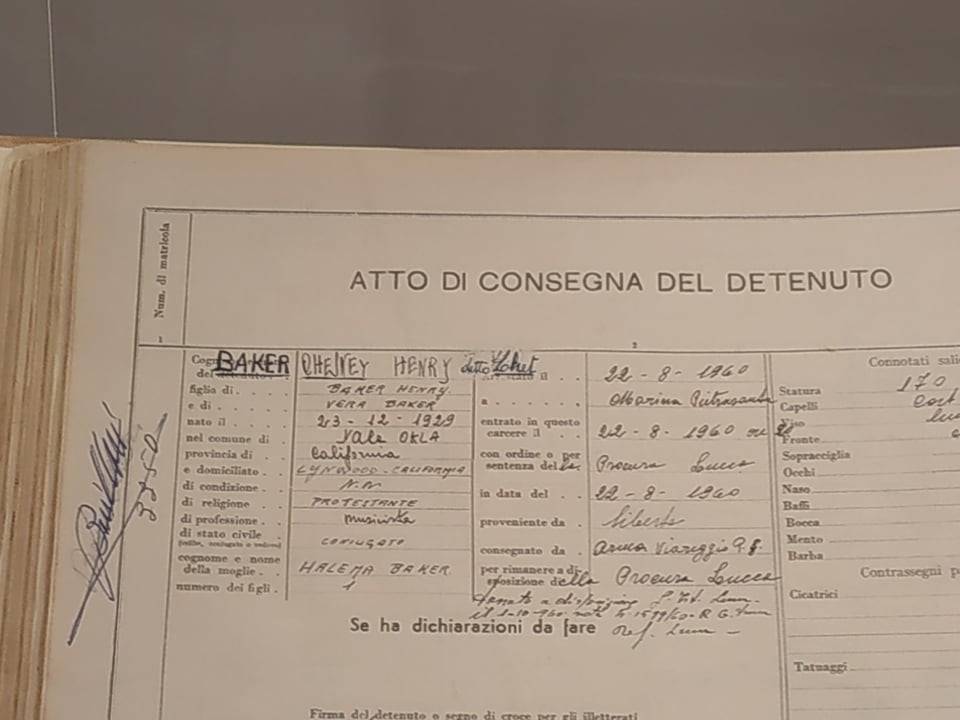 Num. di matricola
1
ATTO DI CONSEGNA DEL DETENUTO
2
BAKER CHENEY HENRY detto Chet
del detenuto
figlio di BAKER HENRY
e di VERA BAKER
nato il 23-12-1929
nel comune di Yale OKLA
provincia di California
e domiciliato LYNWOOD-CALIFORNIA
di condizione N.N
di religione PROTESTANTE
di professione musicista
di stato civile CONIUGATO
cognome e nome
della moglie HALEMA BAKER
numero dei figli 1
22-8-1960
a Marina Pietrasanta
entrato in questo
carcere il 22-8-1960
con ordine o per
sentenza del Procura Lucca
in data del 22-8-1960
proveniente da libertà
consegnato da Viareggio P.S.
per rimanere a di-
sposizione della Procura Lucca
Se ha dichiarazioni da fare
Firma del detenuto o segno di croce per gli illetterati
Connotati
Statura 170
Capelli
Viso
Fronte
Sopracciglia
Occhi
Naso
Baffi
Bocca
Mento
Barba
Contrassegni
Cicatrici
Tatuaggi